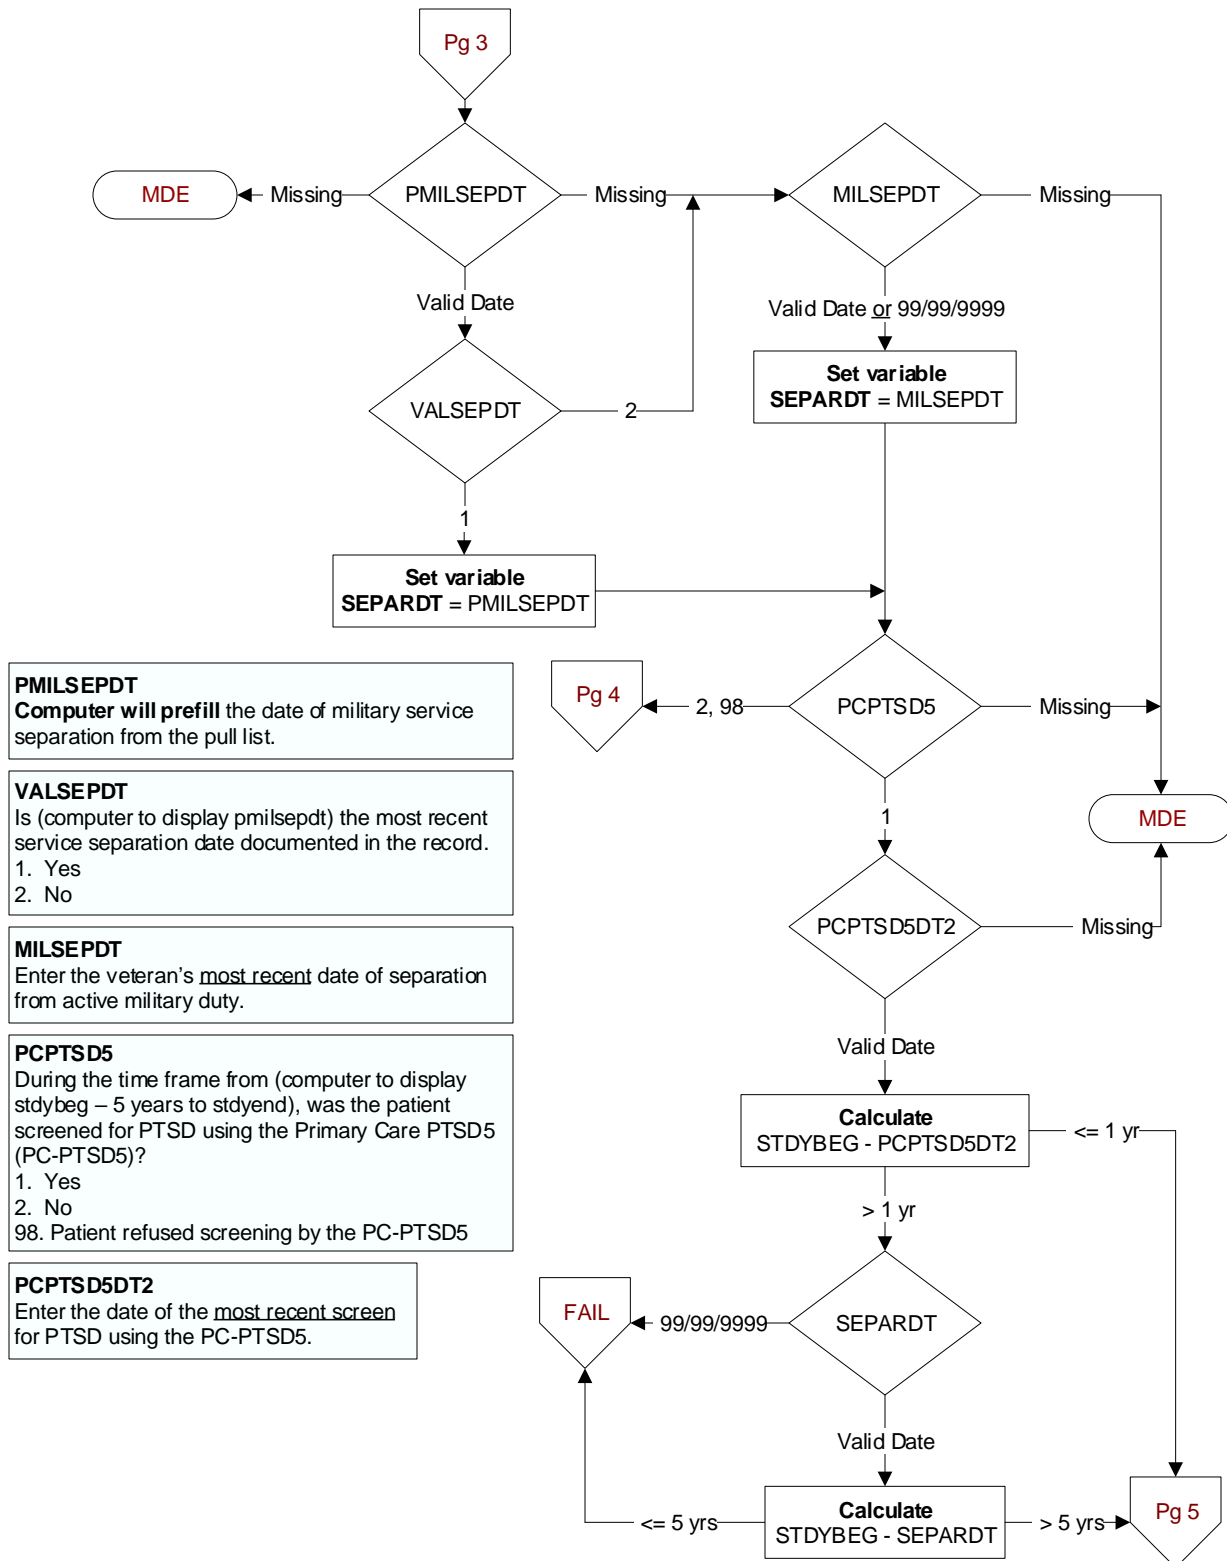 Pg 3
MDE
Missing
PMILSEPDT
Missing
MILSEPDT
Missing
Valid Date
Valid Date or 99/99/9999
VALSEPDT
2
Set variable
SEPARDT = MILSEPDT
1
Set variable
SEPARDT = PMILSEPDT
Pg 4
2, 98
PCPTSD5
Missing
1
MDE
PCPTSD5DT2
Missing
Valid Date
Calculate
STDYBEG - PCPTSD5DT2
<= 1 yr
> 1 yr
FAIL
99/99/9999
SEPARDT
Valid Date
<= 5 yrs
Calculate
STDYBEG - SEPARDT
> 5 yrs
Pg 5
PMILSEPDT
Computer will prefill the date of military service
separation from the pull list.
VALSEPDT
Is (computer to display pmilsepdt) the most recent
service separation date documented in the record.
1. Yes
2. No
MILSEPDT
Enter the veteran's most recent date of separation
from active military duty.
PCPTSD5
During the time frame from (computer to display
stdybeg – 5 years to stdyend), was the patient
screened for PTSD using the Primary Care PTSD5
(PC-PTSD5)?
1. Yes
2. No
98. Patient refused screening by the PC-PTSD5
PCPTSD5DT2
Enter the date of the most recent screen
for PTSD using the PC-PTSD5.